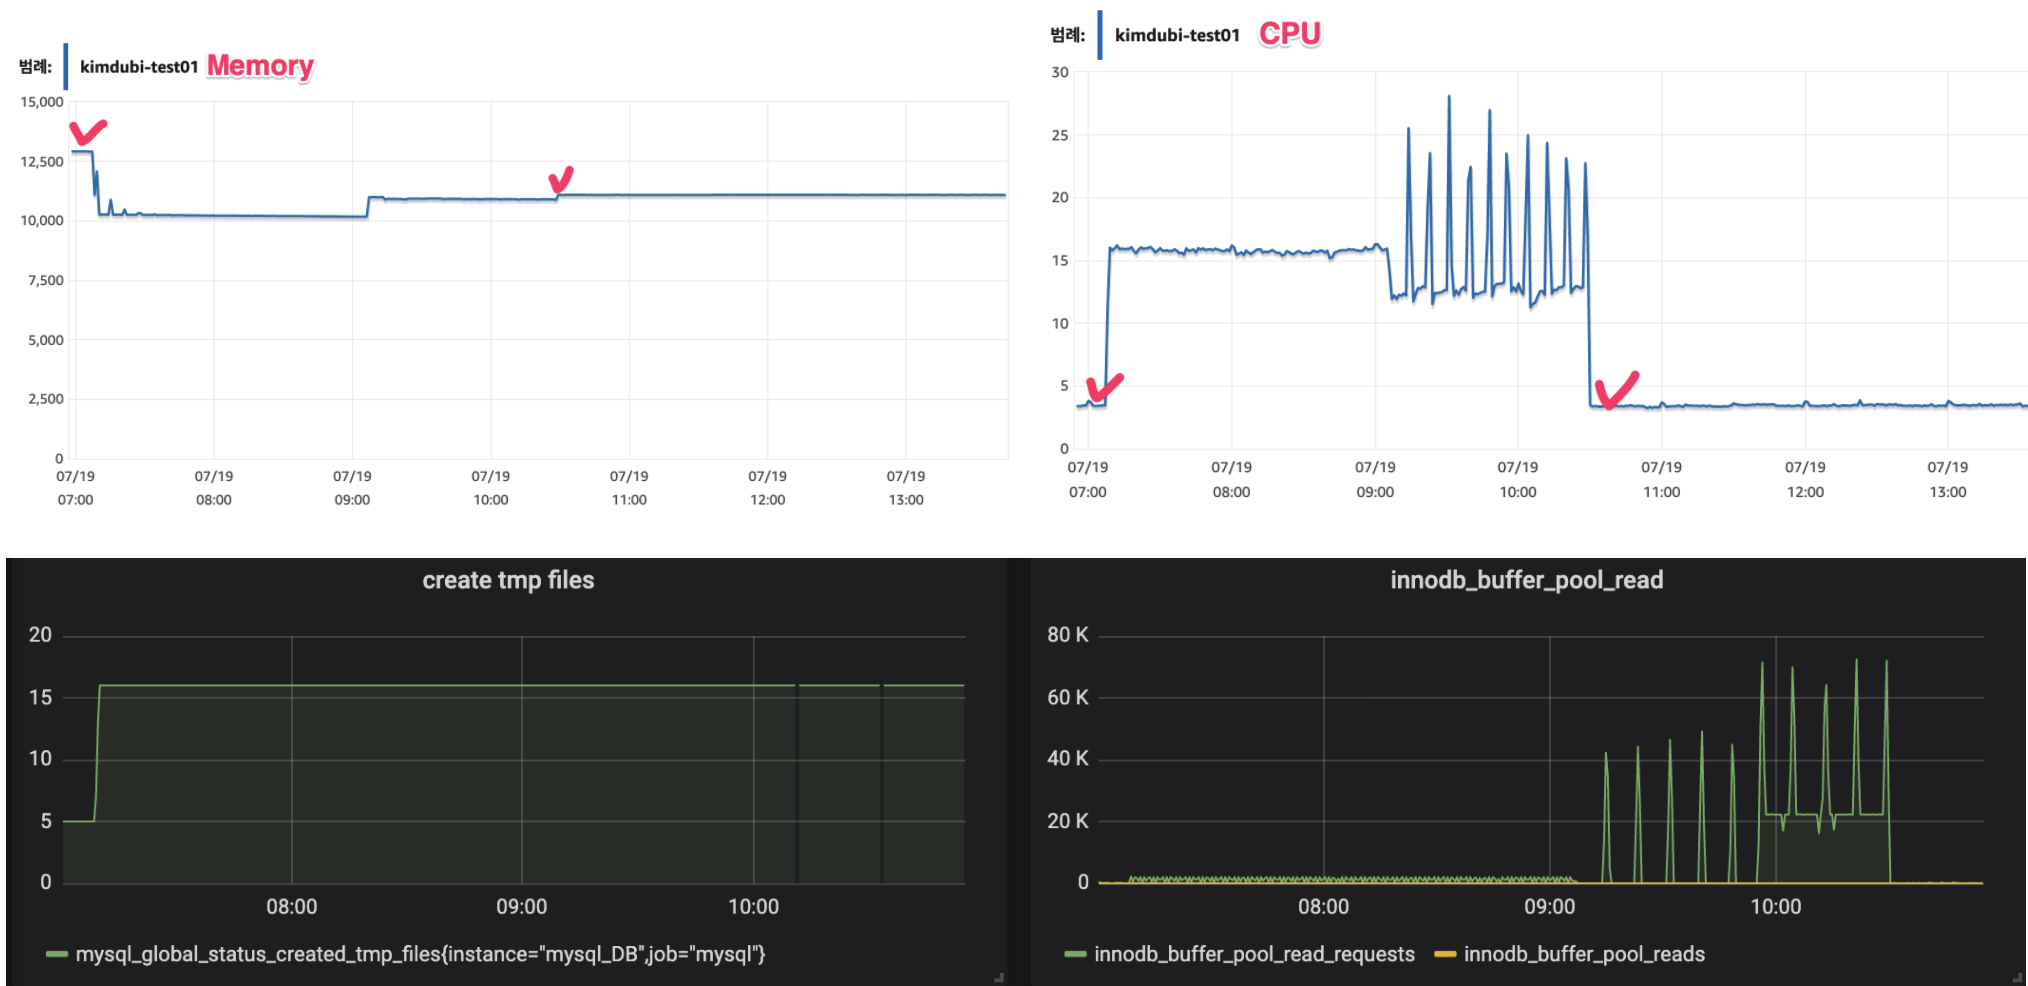 범례: kimdubi-test01 Memory
15,000
12,500
10,000
7,500
5,000
2,500
0
07/19 07/19 07/19 07/19 07/19 07/19 07/19
07:00 08:00 09:00 10:00 11:00 12:00 13:00
범례: kimdubi-test01 CPU
30
25
20
15
10
5
0
07/19 07/19 07/19 07/19 07/19 07/19 07/19
07:00 08:00 09:00 10:00 11:00 12:00 13:00
create tmp files
20
15
10
5
0
08:00 09:00 10:00
mysql_global_status_created_tmp_files{instance="mysql_DB",job="mysql"}
innodb_buffer_pool_read
80 K
60 K
40 K
20 K
0
08:00 09:00 10:00
innodb_buffer_pool_read_requests innodb_buffer_pool_reads